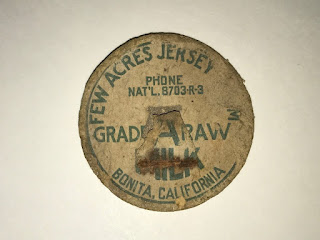 FEW ACRES JERSEY
PHONE
NAT'L. 8703-R-3
GRADE A RAW
MILK
BONITA, CALIFORNIA